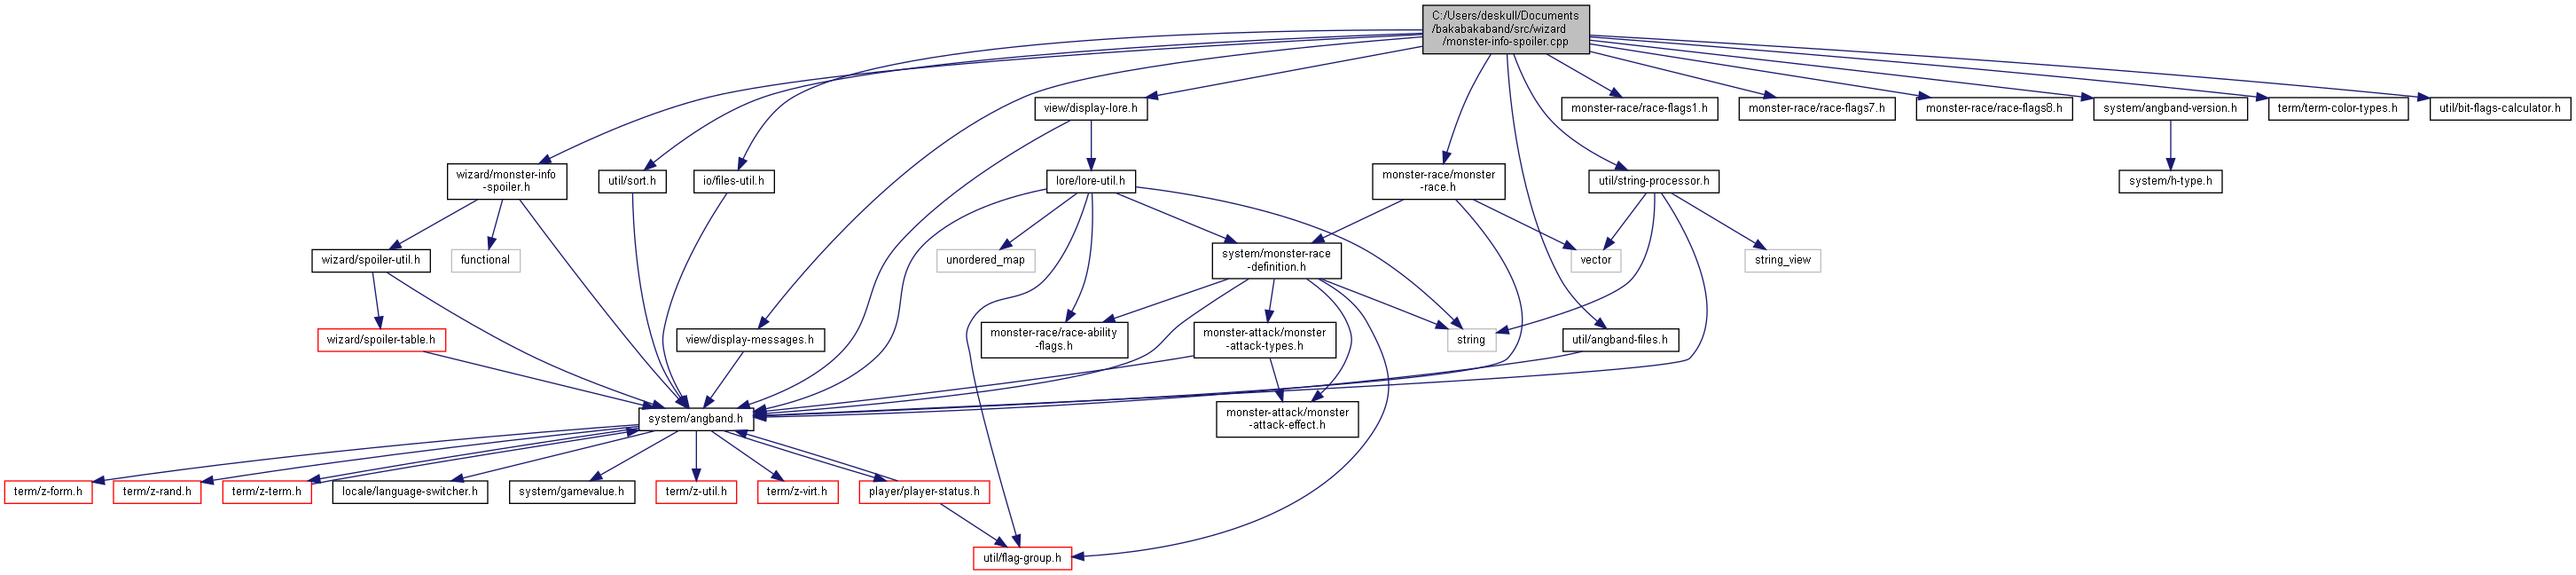 C:/Users/deskull/Documents
/bakabakaband/src/wizard
/monster-info-spoiler.cpp
view/display-lore.h
monster-race/race-flags1.h
monster-race/race-flags7.h
monster-race/race-flags8.h
system/angband-version.h
term/term-color-types.h
util/bit-flags-calculator.h
wizard/monster-info
-spoiler.h
util/sort.h
io/files-util.h
lore/lore-util.h
monster-race/monster
-race.h
util/string-processor.h
system/h-type.h
wizard/spoiler-util.h
functional
unordered_map
system/monster-race
-definition.h
vector
string_view
wizard/spoiler-table.h
view/display-messages.h
monster-race/race-ability
-flags.h
monster-attack/monster
-attack-types.h
string
util/angband-files.h
system/angband.h
monster-attack/monster
-attack-effect.h
term/z-form.h
term/z-rand.h
term/z-term.h
locale/language-switcher.h
system/gamevalue.h
term/z-util.h
term/z-virt.h
player/player-status.h
util/flag-group.h